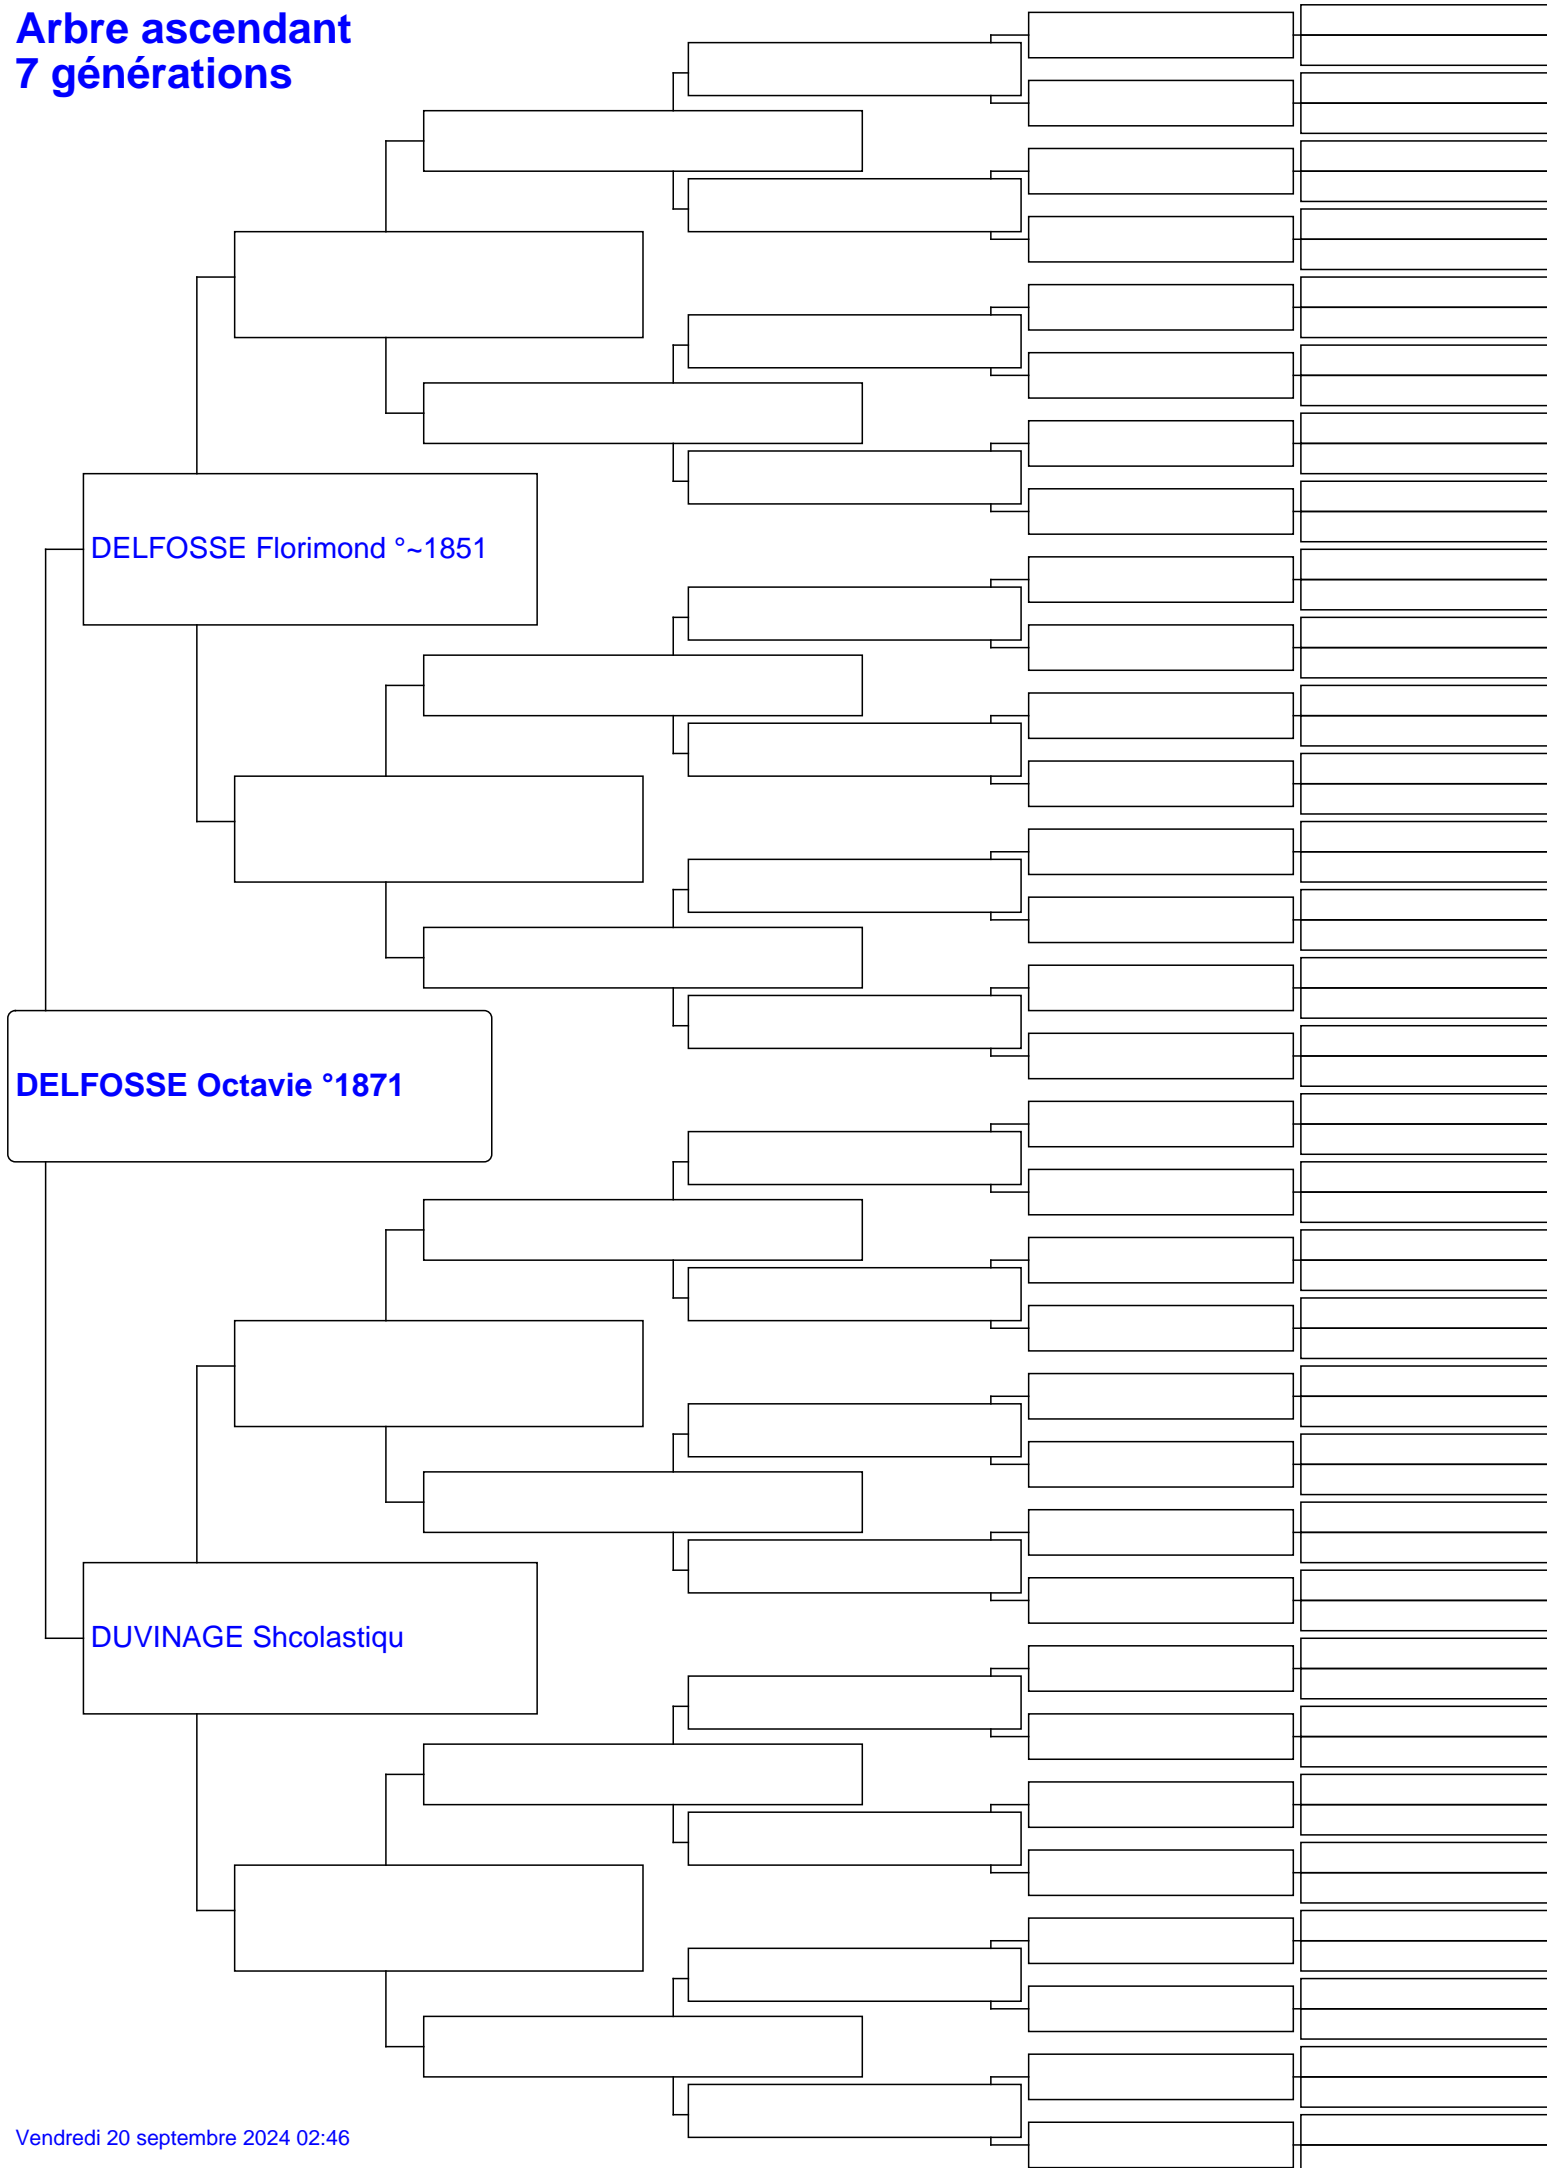 Arbre ascendant
7 générations
DELFOSSE Florimond °~1851
DELFOSSE Octavie °1871
DUVINAGE Shcolastiqu
Vendredi 20 septembre 2024 02:46